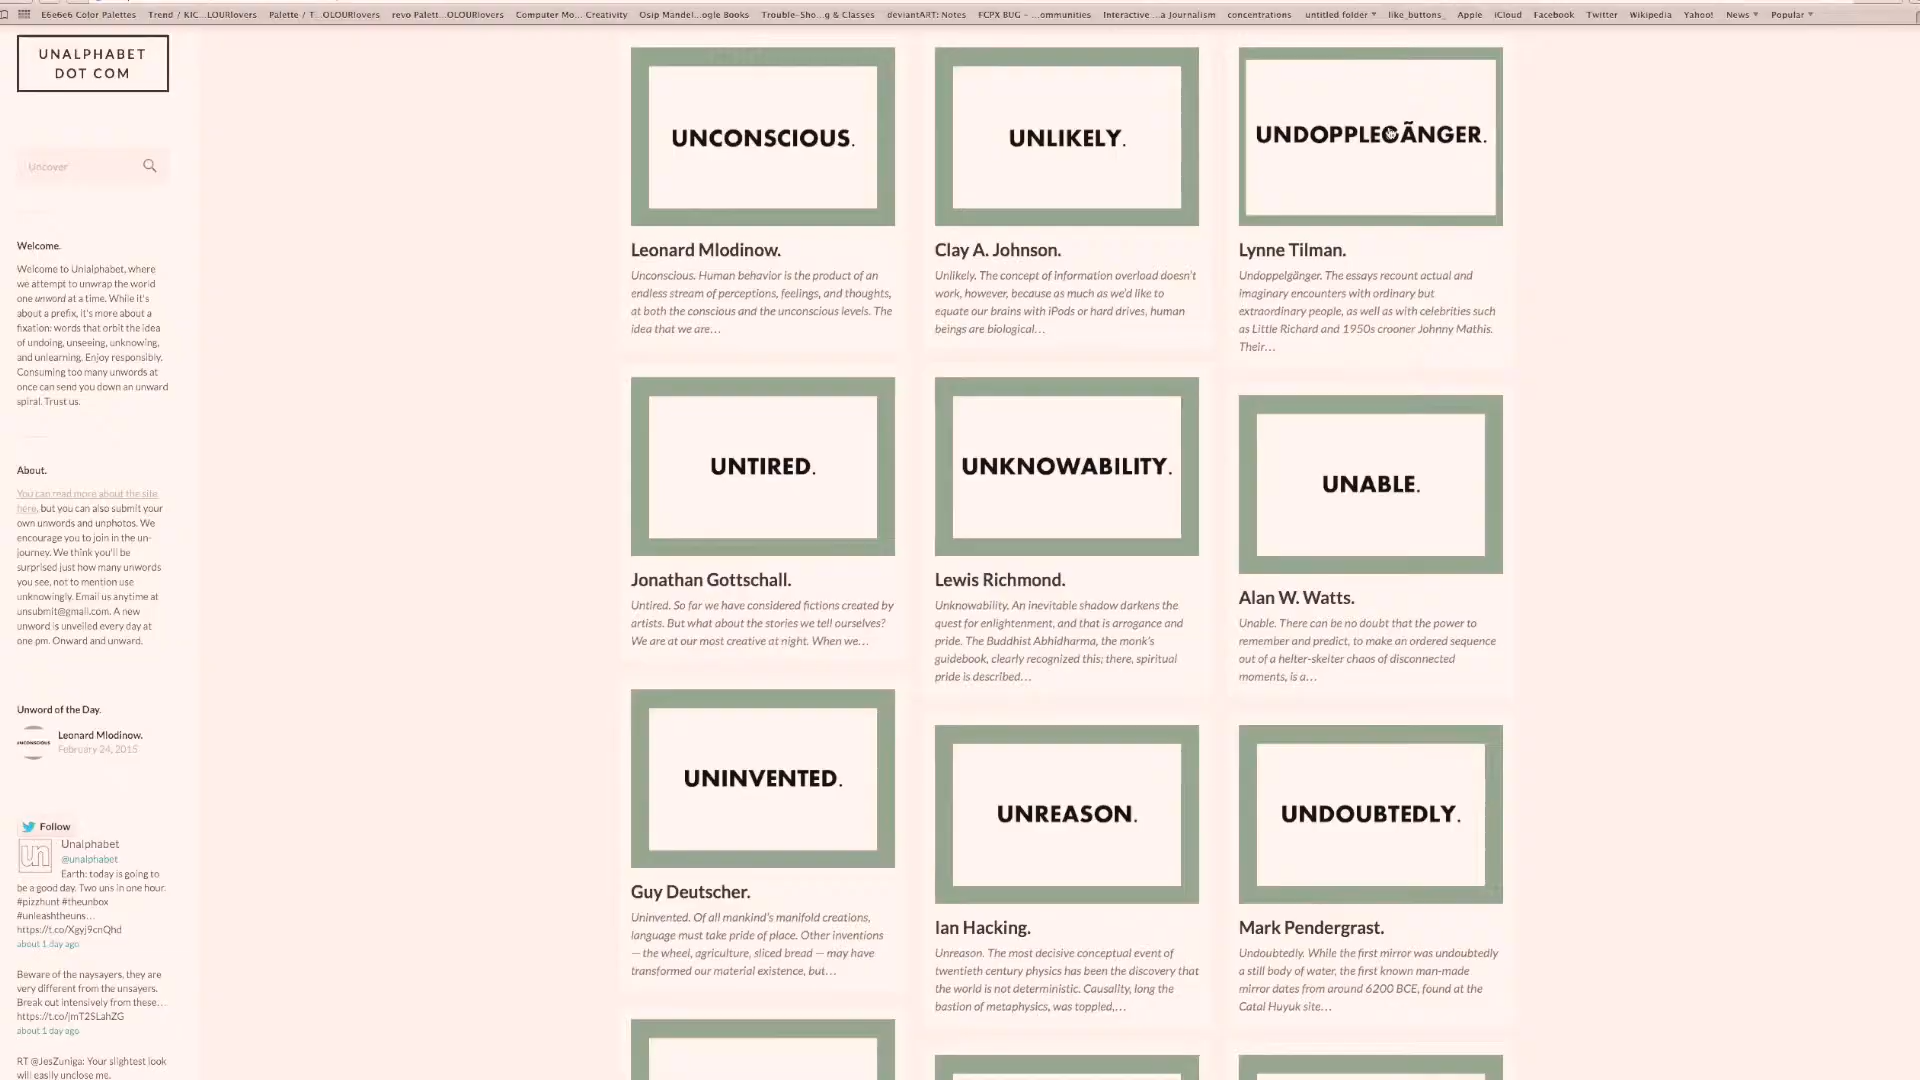 E6e6e6 Color Palettes Trend / KIC...LOURlovers Palette / T...OLOURlovers revo Palett...OLOURlovers Computer Mo... Creativity Osip Mandel...ogle Books Trouble-Sho...g & Classes deviantART: Notes FCPX BUG - ...ommunities Interactive ...a Journalism concentrations untitled folder like_buttons_ Apple iCloud Facebook Twitter Wikipedia Yahoo! News Popular
UNALPHABET
DOT COM
Uncover
Welcome.
Welcome to Unlalphabet, where
we attempt to unwrap the world
one unword at a time. While it's
about a prefix, it's more about a
fixation: words that orbit the idea
of undoing, unseeing, unknowing,
and unlearning. Enjoy responsibly.
Consuming too many unwords at
once can send you down an unward
spiral. Trust us.
About.
You can read more about the site
here, but you can also submit your
own unwords and unphotos. We
encourage you to join in the un-
journey. We think you'll be
surprised just how many unwords
you see, not to mention use
unknowingly. Email us anytime at
unsubmit@gmail.com. A new
unword is unveiled every day at
one pm. Onward and unward.
Unword of the Day.
UNCONSCIOUS
Leonard Mlodinow.
February 24, 2015
Follow
un
Unalphabet
@unalphabet
Earth: today is going to
be a good day. Two uns in one hour.
#pizzhunt #theunbox
#unleashtheuns…
https://t.co/Xgyj9cnQhd
about 1 day ago
Beware of the naysayers, they are
very different from the unsayers.
Break out intensively from these…
https://t.co/jmT2SLahZG
about 1 day ago
RT @JesZuniga: Your slightest look
will easily unclose me.
UNCONSCIOUS.
Leonard Mlodinow.
Unconscious. Human behavior is the product of an
endless stream of perceptions, feelings, and thoughts,
at both the conscious and the unconscious levels. The
idea that we are…
UNLIKELY.
Clay A. Johnson.
Unlikely. The concept of information overload doesn't
work, however, because as much as we'd like to
equate our brains with iPods or hard drives, human
beings are biological…
UNDOPPLEGÃNGER.
Lynne Tilman.
Undoppelgänger. The essays recount actual and
imaginary encounters with ordinary but
extraordinary people, as well as with celebrities such
as Little Richard and 1950s crooner Johnny Mathis.
Their…
UNTIRED.
Jonathan Gottschall.
Untired. So far we have considered fictions created by
artists. But what about the stories we tell ourselves?
We are at our most creative at night. When we…
UNKNOWABILITY.
Lewis Richmond.
Unknowability. An inevitable shadow darkens the
quest for enlightenment, and that is arrogance and
pride. The Buddhist Abhidharma, the monk's
guidebook, clearly recognized this; there, spiritual
pride is described…
UNABLE.
Alan W. Watts.
Unable. There can be no doubt that the power to
remember and predict, to make an ordered sequence
out of a helter-skelter chaos of disconnected
moments, is a…
UNINVENTED.
Guy Deutscher.
Uninvented. Of all mankind's manifold creations,
language must take pride of place. Other inventions
— the wheel, agriculture, sliced bread — may have
transformed our material existence, but…
UNREASON.
Ian Hacking.
Unreason. The most decisive conceptual event of
twentieth century physics has been the discovery that
the world is not deterministic. Causality, long the
bastion of metaphysics, was toppled,…
UNDOUBTEDLY.
Mark Pendergrast.
Undoubtedly. While the first mirror was undoubtedly
a still body of water, the first known man-made
mirror dates from around 6200 BCE, found at the
Catal Huyuk site…